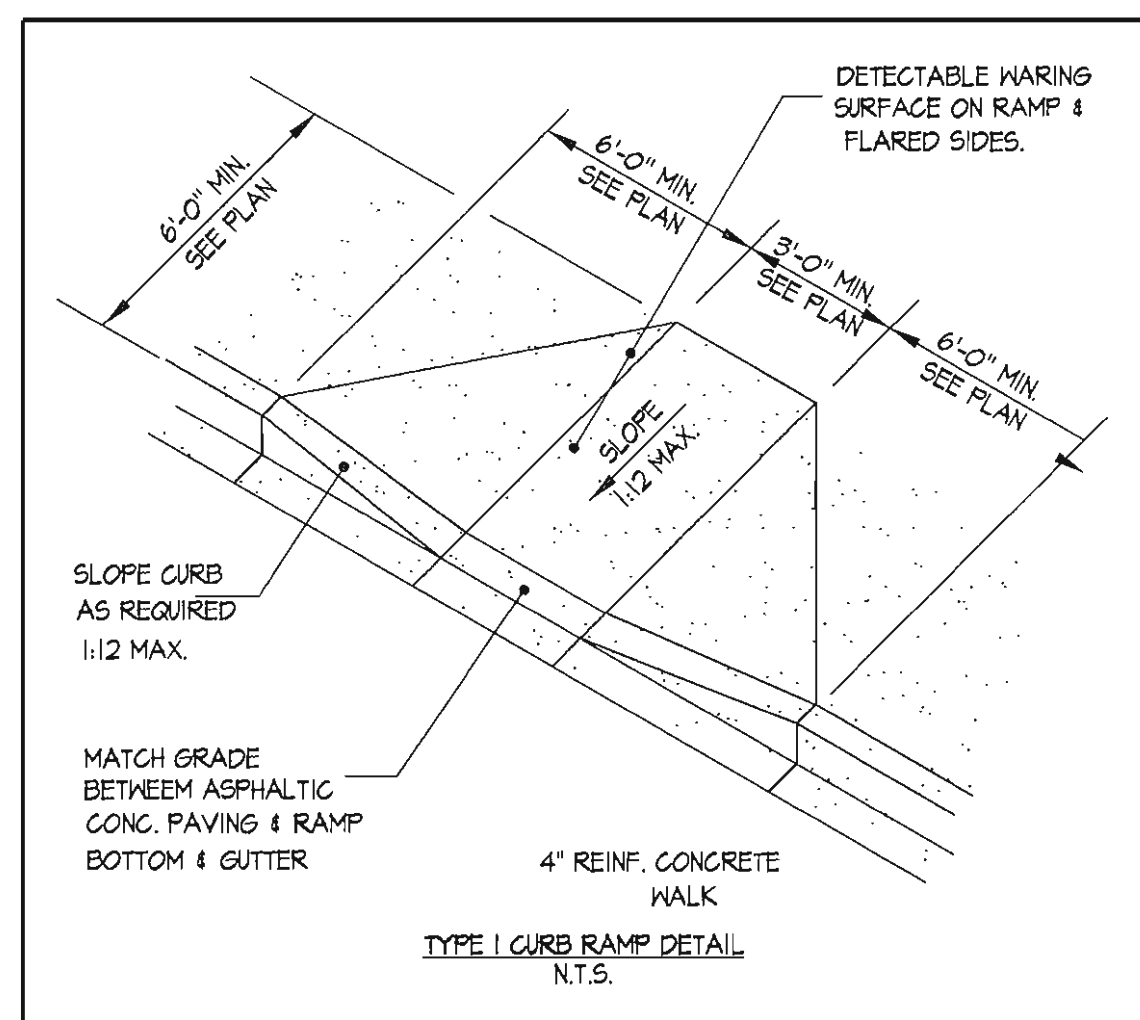 DETECTABLE WARING
SURFACE ON RAMP &
FLARED SIDES.
6'-0" MIN.
SEE PLAN
6'-0" MIN.
SEE PLAN
3'-0" MIN.
SEE PLAN
6'-0" MIN.
SEE PLAN
SLOPE
1:12 MAX.
SLOPE CURB
AS REQUIRED
1:12 MAX.
MATCH GRADE
BETWEEM ASPHALTIC
CONC. PAVING & RAMP
BOTTOM & GUTTER
4" REINF. CONCRETE
WALK
TYPE 1 CURB RAMP DETAIL
N.T.S.